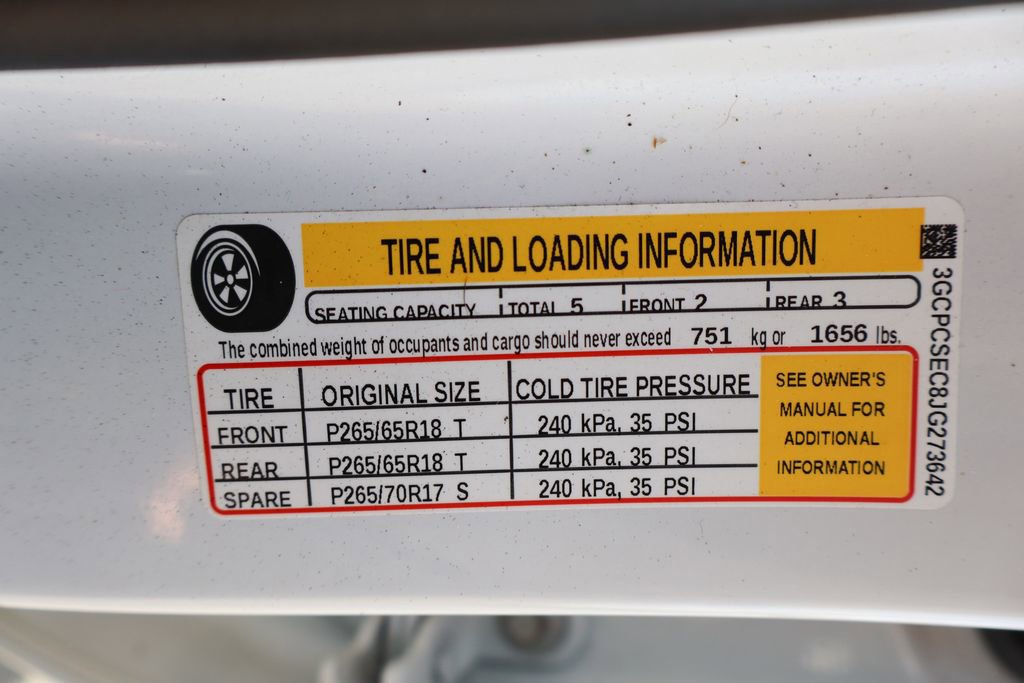 TIRE AND LOADING INFORMATION
SEATING CAPACITY TOTAL 5 FRONT 2 REAR 3
The combined weight of occupants and cargo should never exceed 751 kg or 1656 lbs.
TIRE ORIGINAL SIZE COLD TIRE PRESSURE
FRONT P265/65R18 T 240 kPa, 35 PSI
REAR P265/65R18 T 240 kPa, 35 PSI
SPARE P265/70R17 S 240 kPa, 35 PSI
SEE OWNER'S
MANUAL FOR
ADDITIONAL
INFORMATION
3GCPCSEC8JG273642